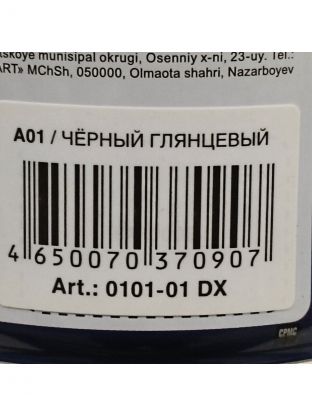 skoye munisipal okrugi, Osenniy x-ni, 23-uy. Tel.:
ART» MChSh, 050000, Olmaota shahri, Nazarboyev
A01 / ЧЁРНЫЙ ГЛЯНЦЕВЫЙ
4 650070 370907
Art.: 0101-01 DX
CPMC